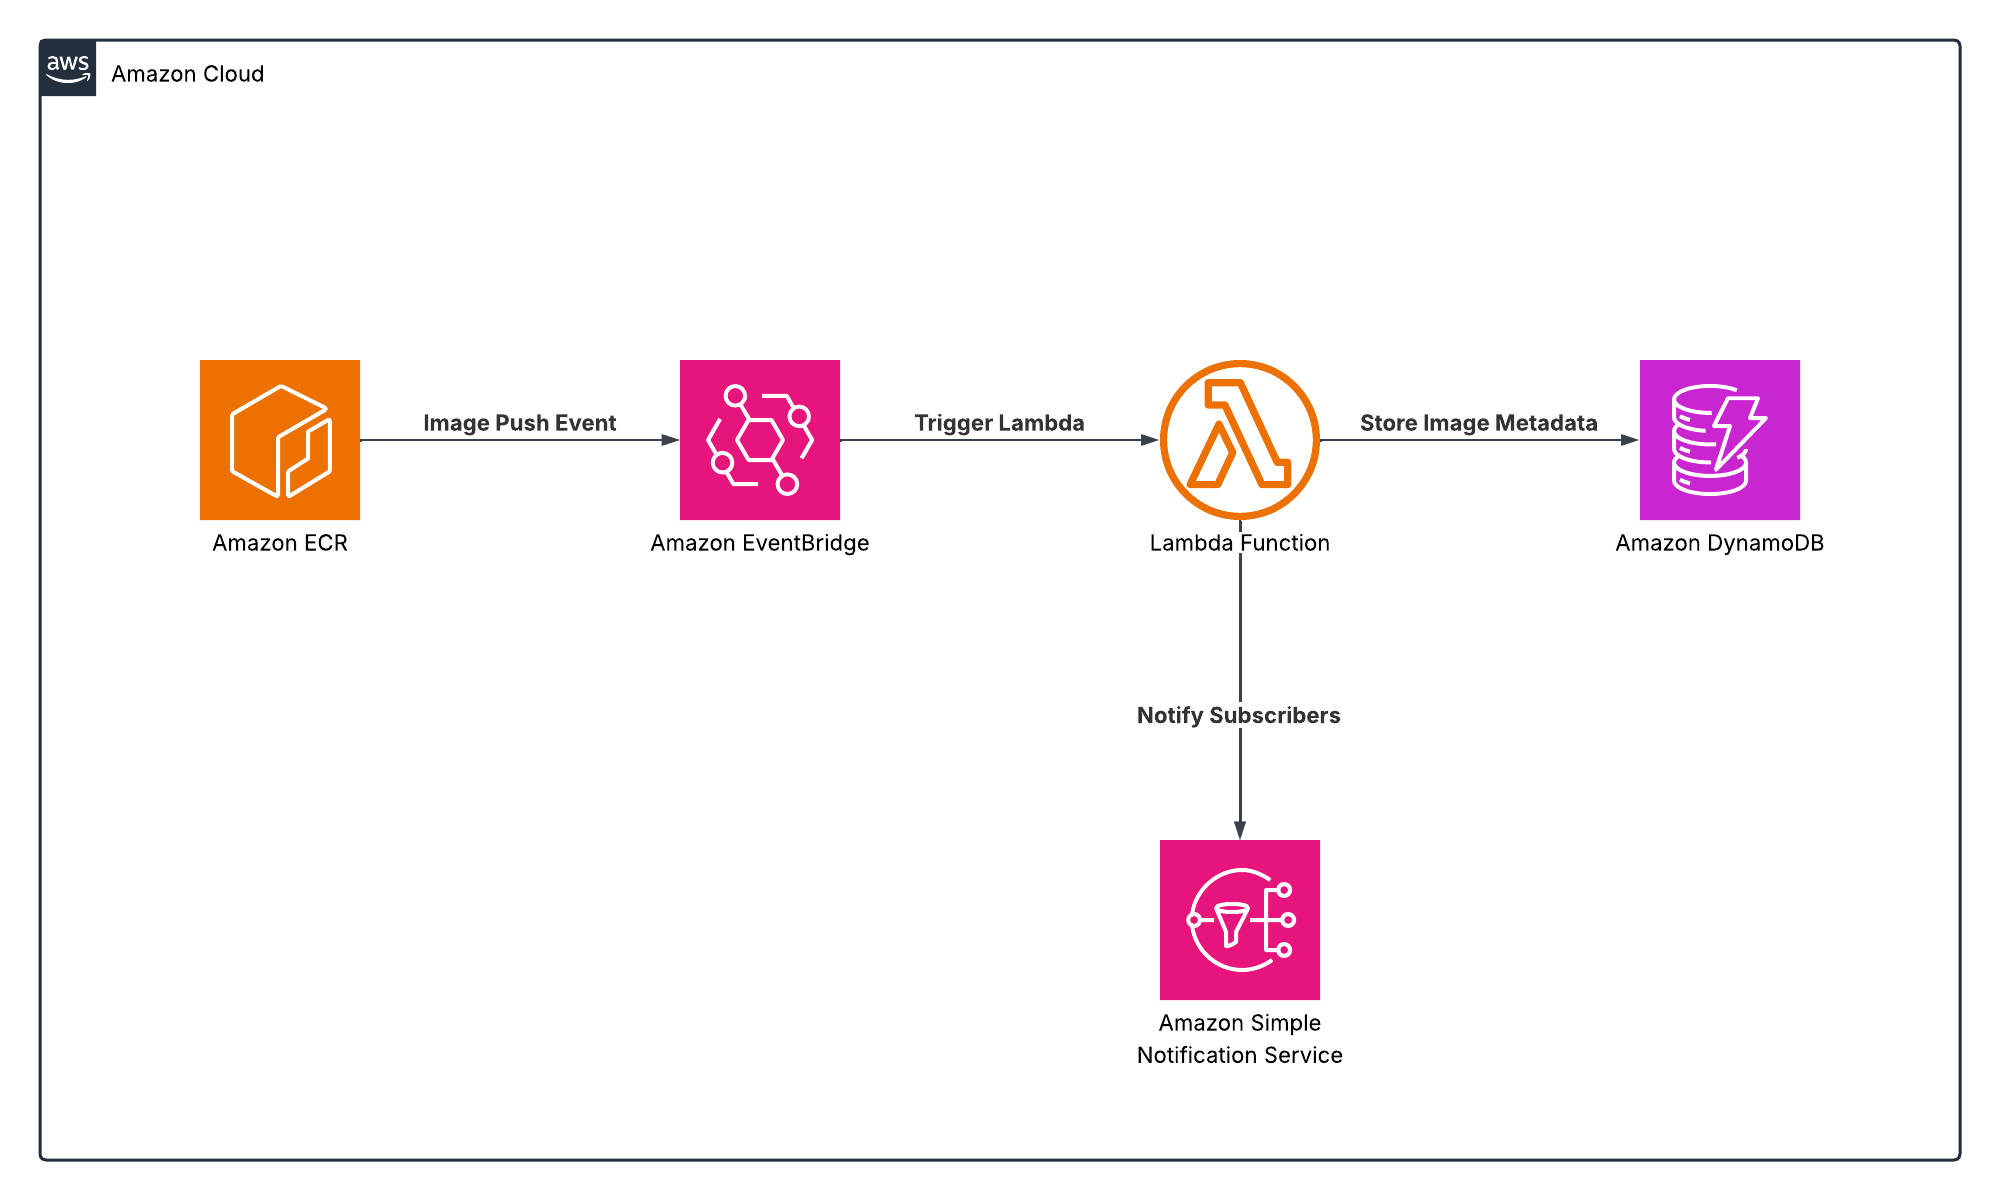 aws
Amazon Cloud
Image Push Event
Trigger Lambda
Store Image Metadata
Amazon ECR
Amazon EventBridge
Lambda Function
Amazon DynamoDB
Notify Subscribers
Amazon Simple
Notification Service